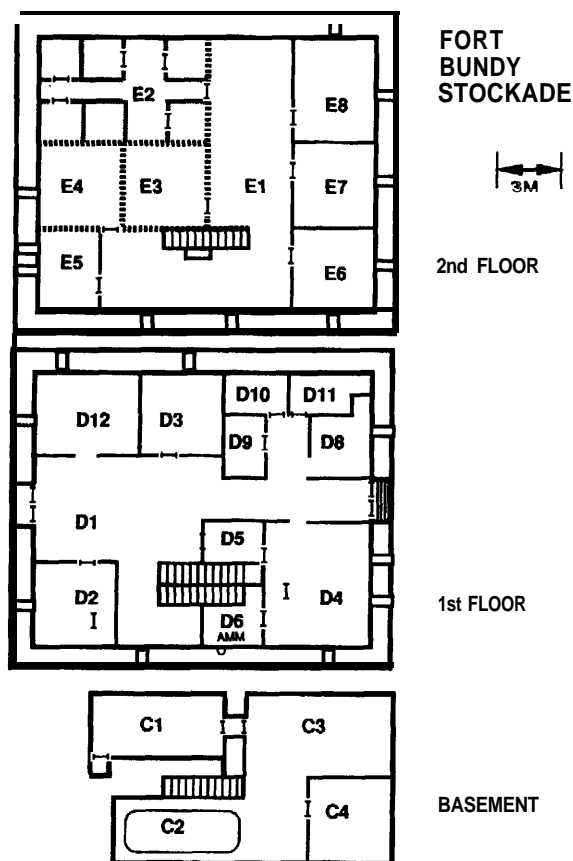 FORT
BUNDY
STOCKADE
3M
E2
E8
E4
E3
E1
E7
E5
E6
2nd FLOOR
D10
D11
D12
D3
D9
D8
D1
D5
D2
D4
D6
AMM
1st FLOOR
C1
C3
C2
C4
BASEMENT